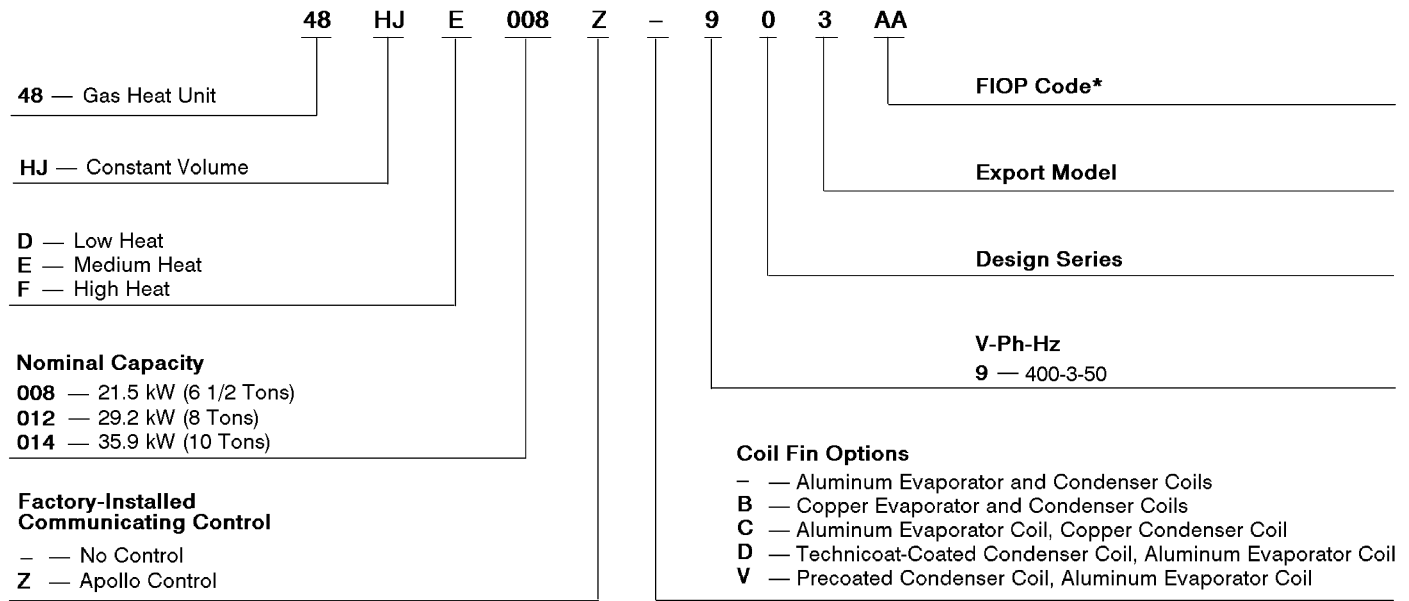 48 HJ E 008 Z – 9 0 3 AA
48 — Gas Heat Unit
HJ — Constant Volume
D — Low Heat
E — Medium Heat
F — High Heat
Nominal Capacity
008 — 21.5 kW (6 1/2 Tons)
012 — 29.2 kW (8 Tons)
014 — 35.9 kW (10 Tons)
Factory-Installed
Communicating Control
– — No Control
Z — Apollo Control
FIOP Code*
Export Model
Design Series
V-Ph-Hz
9 — 400-3-50
Coil Fin Options
– — Aluminum Evaporator and Condenser Coils
B — Copper Evaporator and Condenser Coils
C — Aluminum Evaporator Coil, Copper Condenser Coil
D — Technicoat-Coated Condenser Coil, Aluminum Evaporator Coil
V — Precoated Condenser Coil, Aluminum Evaporator Coil